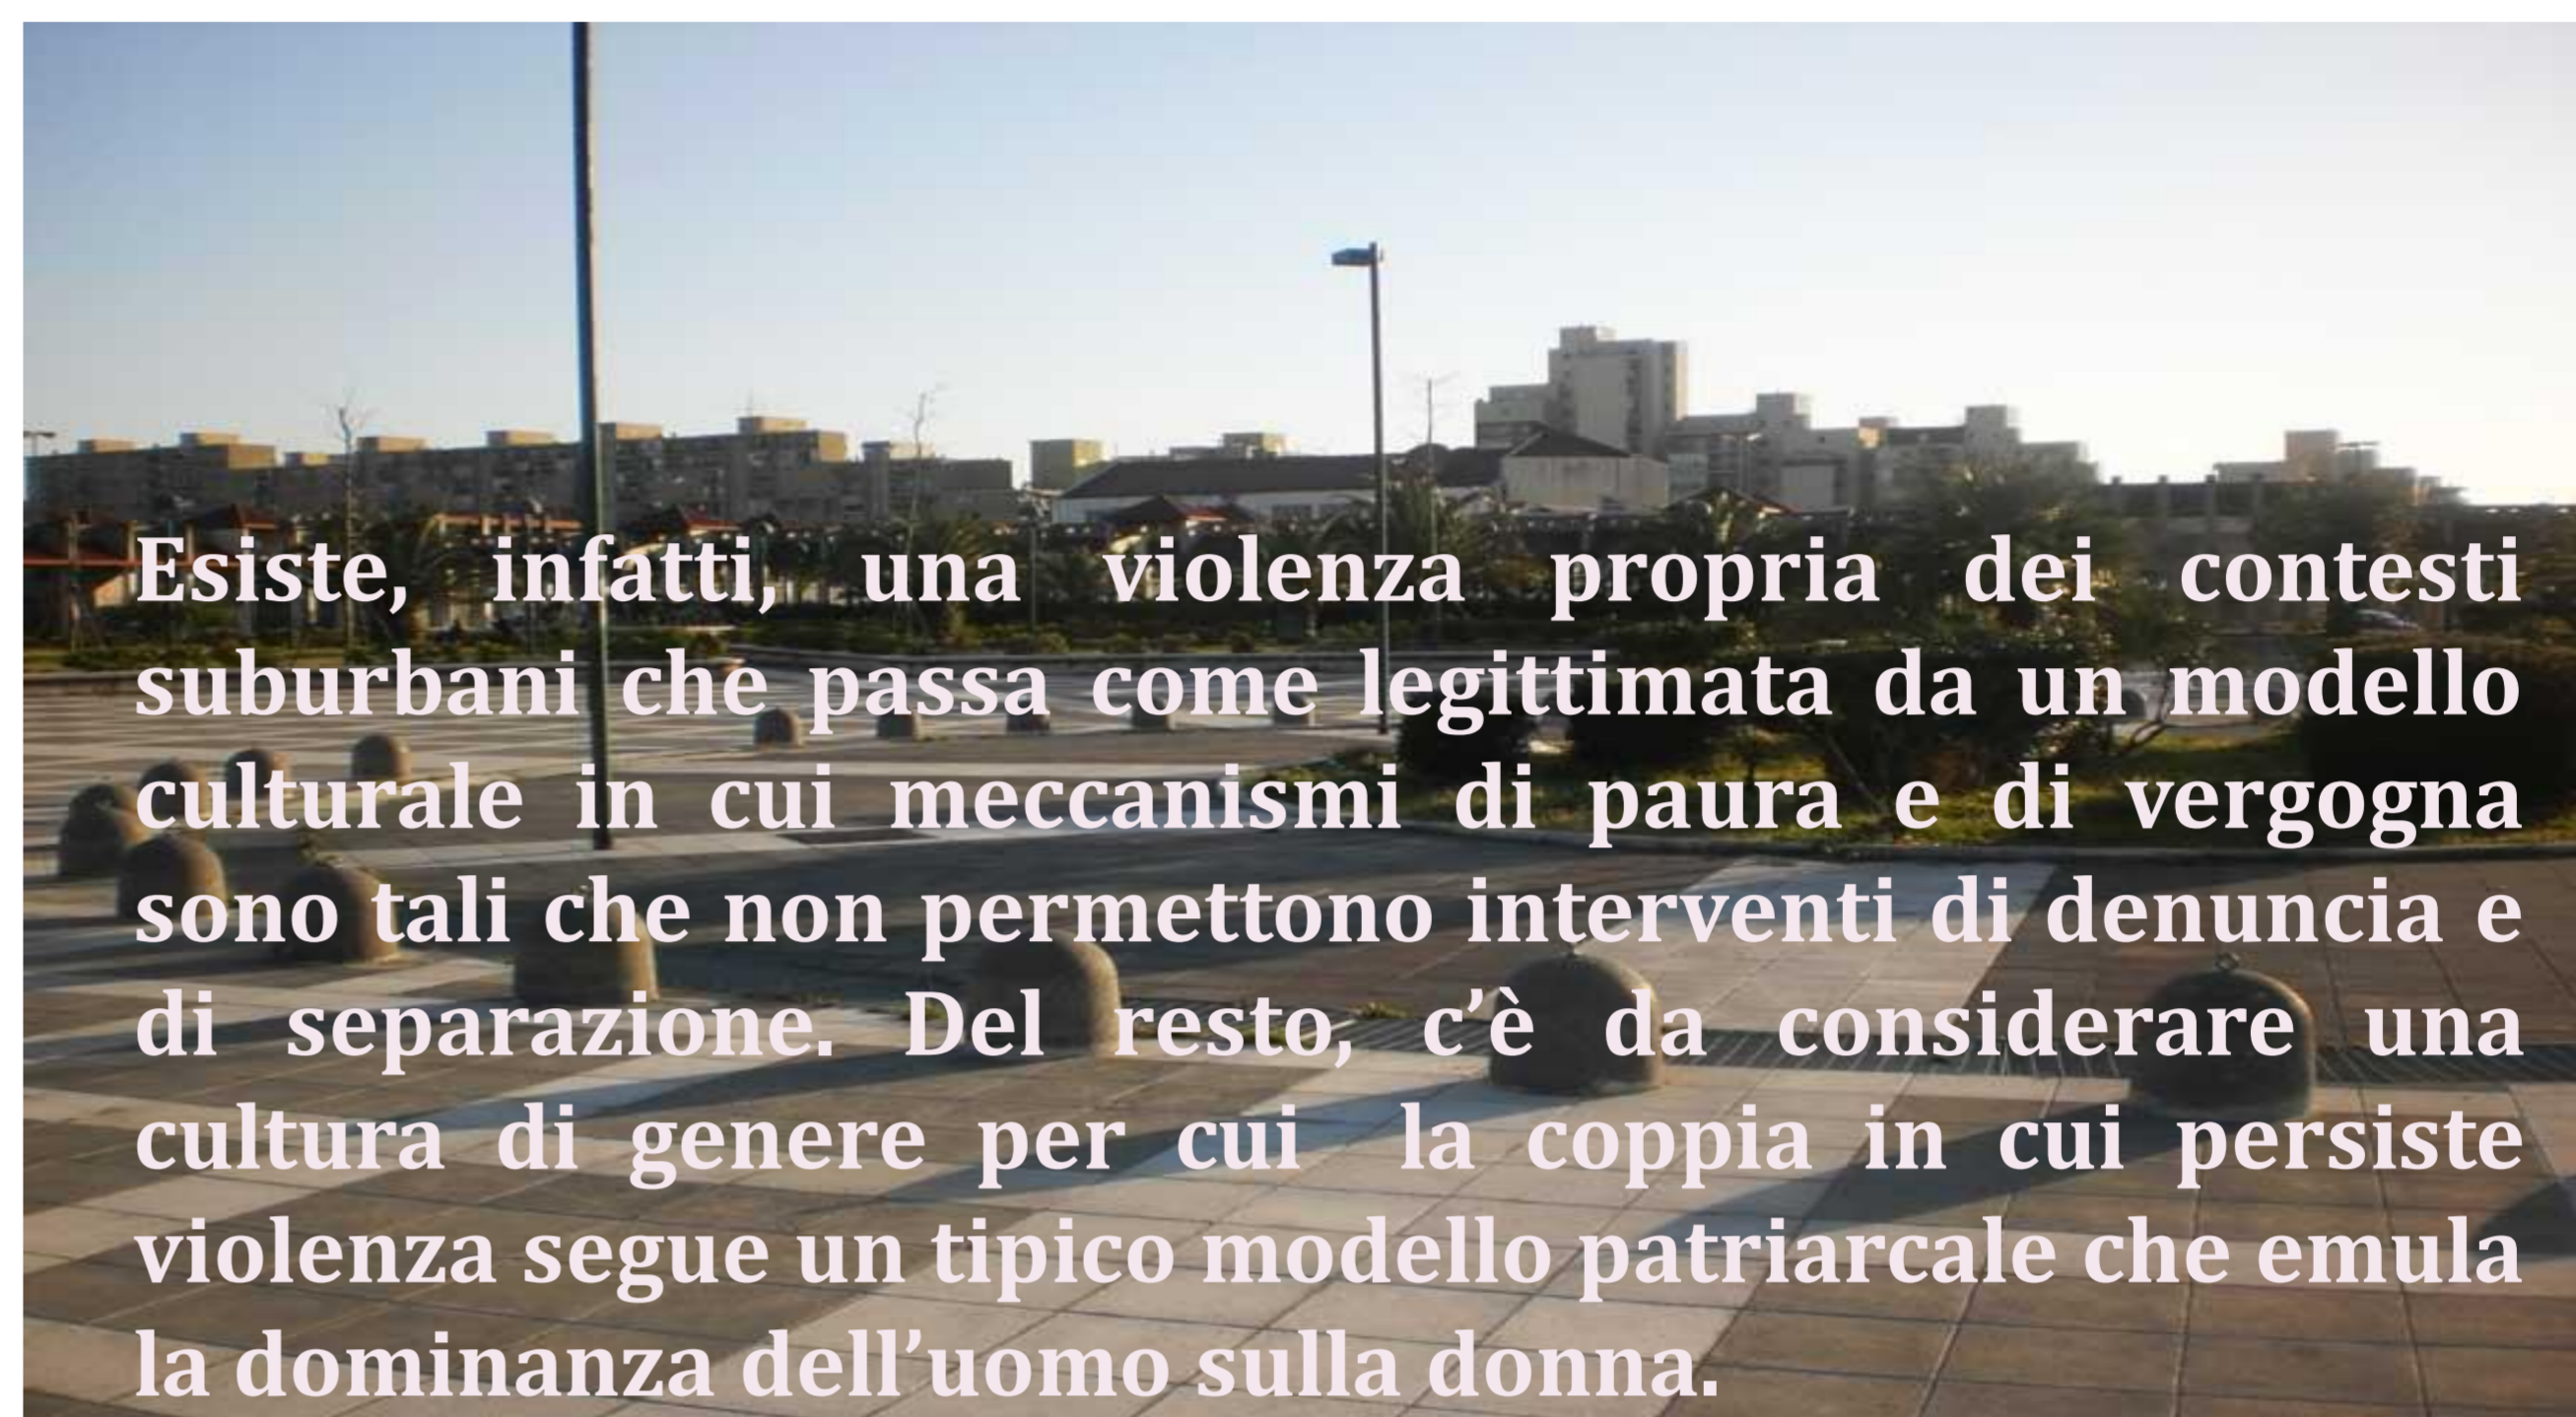 Esiste, infatti, una violenza propria dei contesti
suburbani che passa come legittimata da un modello
culturale in cui meccanismi di paura e di vergogna
sono tali che non permettono interventi di denuncia e
di separazione. Del resto, c’è da considerare una
cultura di genere per cui la coppia in cui persiste
violenza segue un tipico modello patriarcale che emula
la dominanza dell’uomo sulla donna.